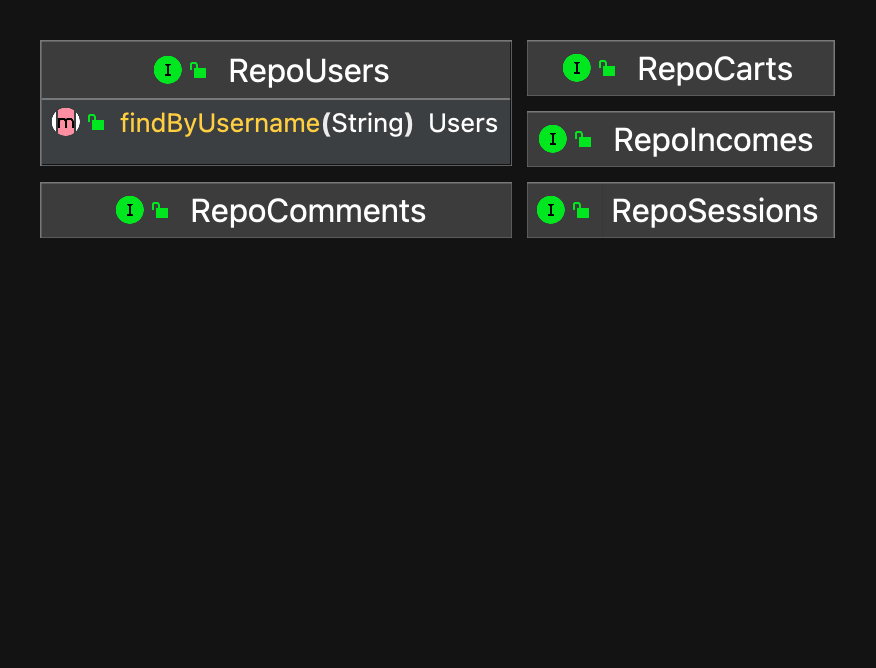 RepoUsers
findByUsername(String) Users
RepoComments
RepoCarts
RepoIncomes
RepoSessions